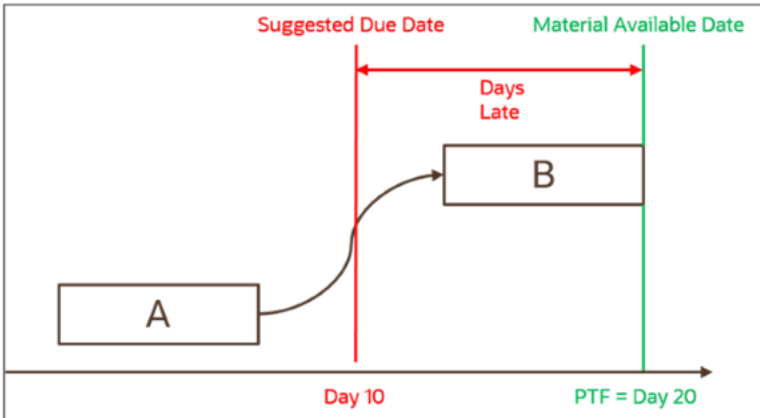 Suggested Due Date
Material Available Date
Days
Late
B
A
Day 10
PTF = Day 20